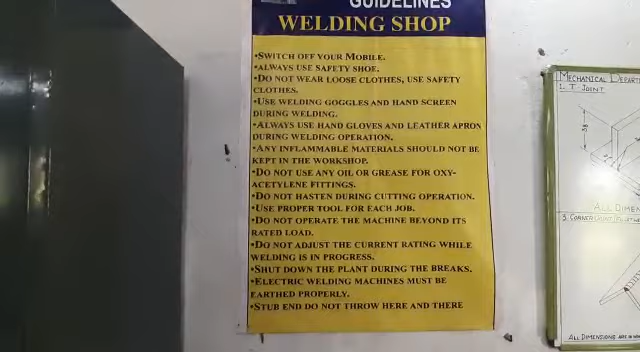 GUIDELINES
WELDING SHOP
•SWITCH OFF YOUR MOBILE.
•ALWAYS USE SAFETY SHOE.
•DO NOT WEAR LOOSE CLOTHES, USE SAFETY
CLOTHES.
•USE WELDING GOGGLES AND HAND SCREEN
DURING WELDING.
•ALWAYS USE HAND GLOVES AND LEATHER APRON
DURING WELDING OPERATION.
•ANY INFLAMMABLE MATERIALS SHOULD NOT BE
KEPT IN THE WORKSHOP.
•DO NOT USE ANY OIL OR GREASE FOR OXY-
ACETYLENE FITTINGS.
•DO NOT HASTEN DURING CUTTING OPERATION.
•USE PROPER TOOL FOR EACH JOB.
•DO NOT OPERATE THE MACHINE BEYOND ITS
RATED LOAD.
•DO NOT ADJUST THE CURRENT RATING WHILE
WELDING IS IN PROGRESS.
•SHUT DOWN THE PLANT DURING THE BREAKS.
•ELECTRIC WELDING MACHINES MUST BE
EARTHED PROPERLY.
•STUB END DO NOT THROW HERE AND THERE
MECHANICAL
1. T JOINT
38
ALL
5. CORNER JOINT
ALL DIMENSIONS ARE IN